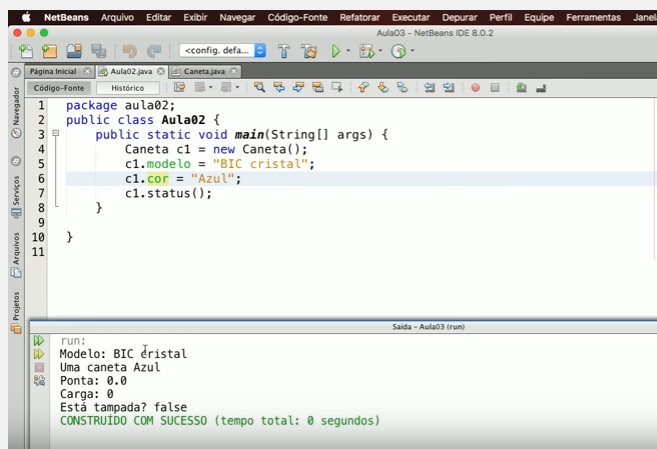 NetBeans Arquivo Editar Exibir Navegar Código-Fonte Refatorar Executar Depurar Perfil Equipe Ferramentas Janel
Aula03 - NetBeans IDE 8.0.2
<config. defa...
Página Inicial Aula02.java Caneta.java
Código-Fonte Histórico
Navegador
Serviços
Arquivos
Projetos
1 package aula02;
2 public class Aula02 {
3 public static void main(String[] args) {
4 Caneta c1 = new Caneta();
5 c1.modelo = "BIC cristal";
6 c1.cor = "Azul";
7 c1.status();
8 }
9
10 }
11
Saída - Aula03 (run)
run:
Modelo: BIC cristal
Uma caneta Azul
Ponta: 0.0
Carga: 0
Está tampada? false
CONSTRUÍDO COM SUCESSO (tempo total: 0 segundos)